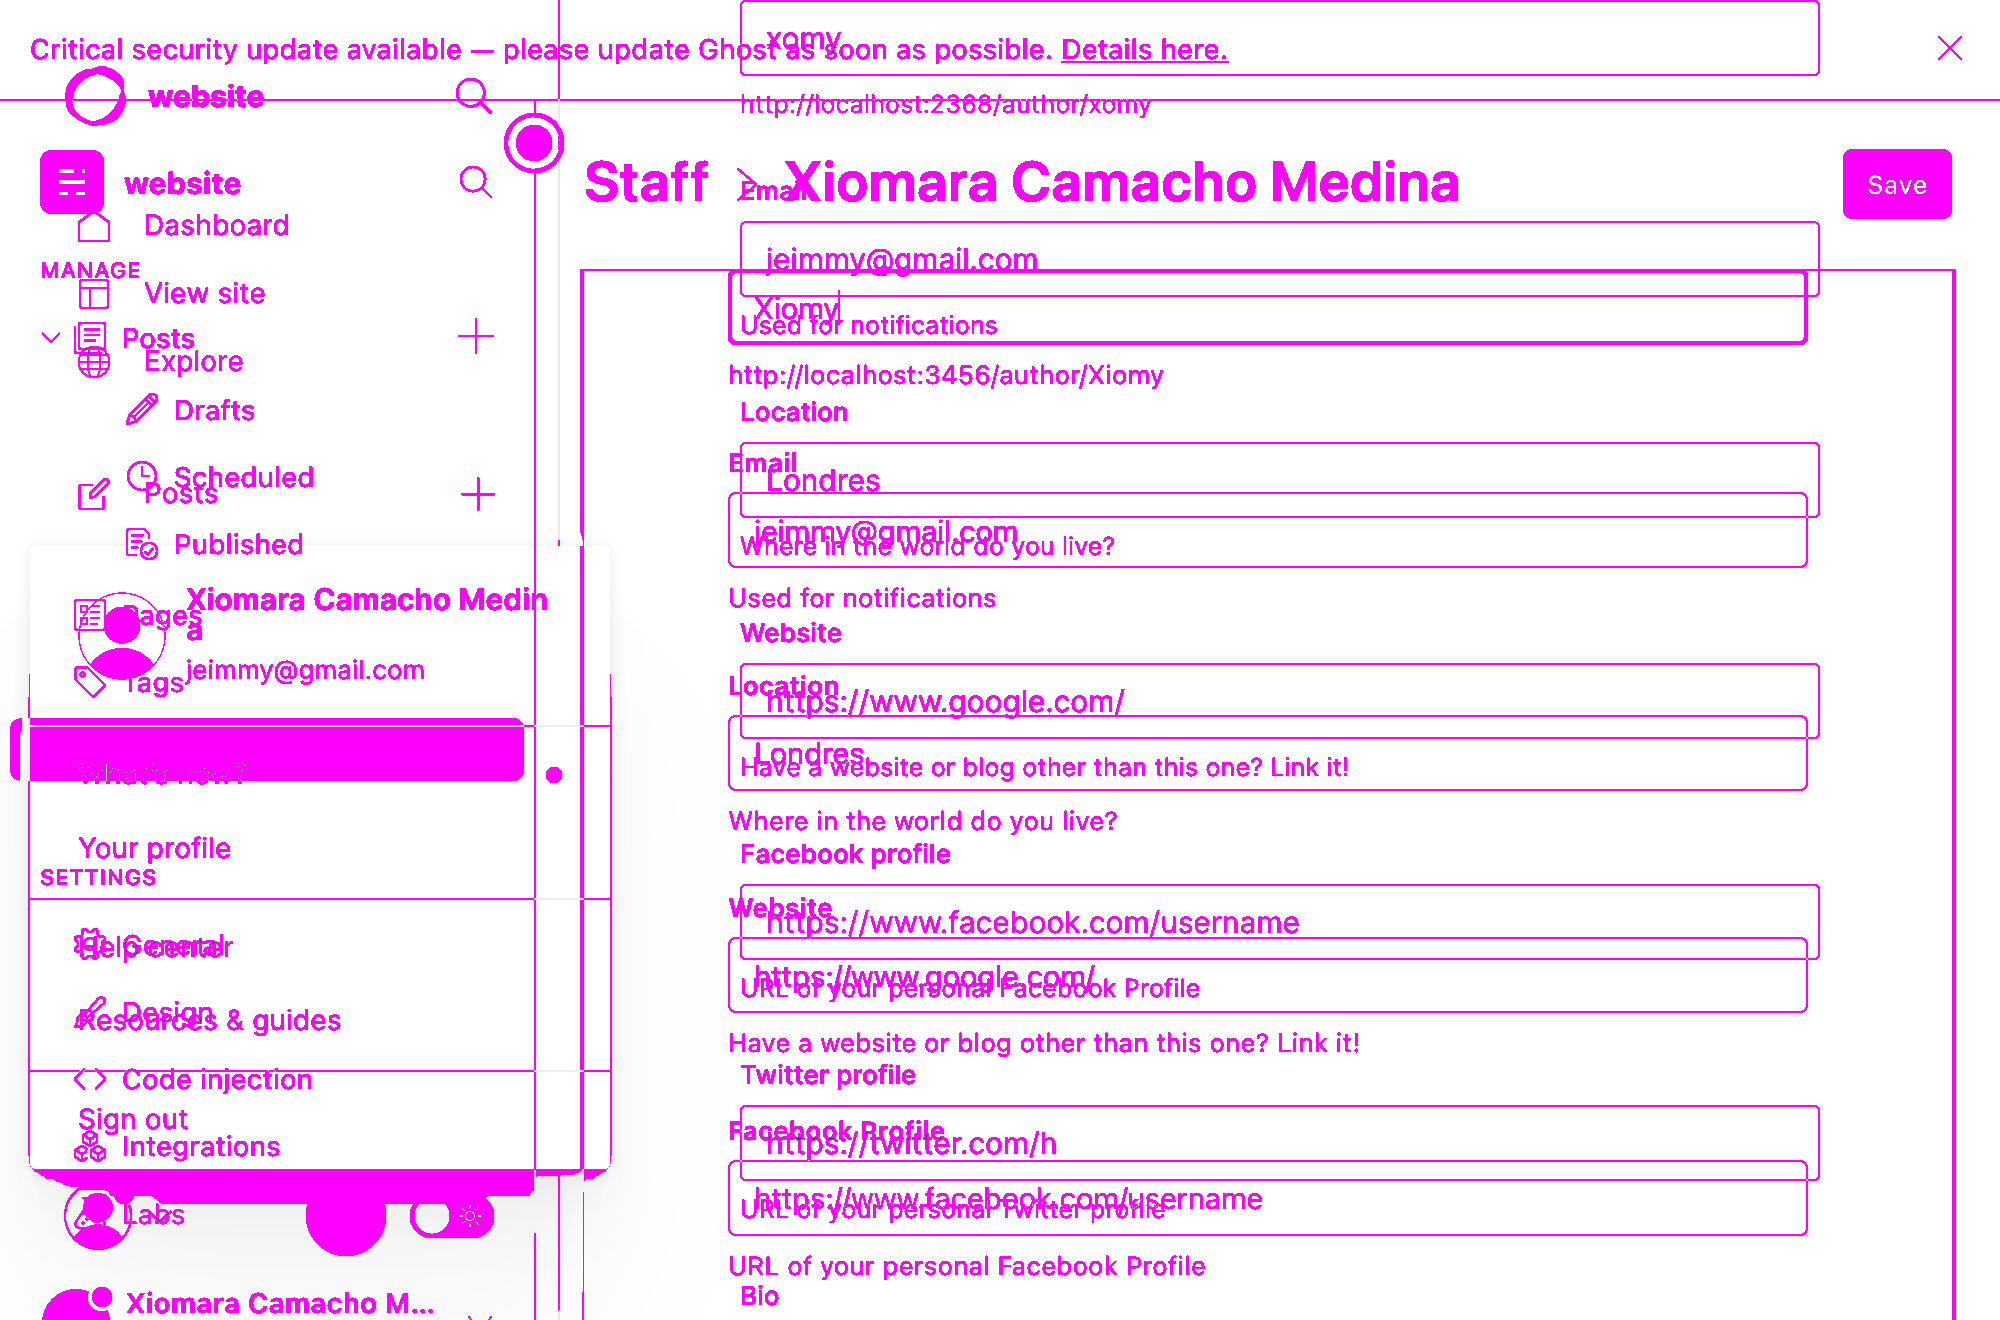 xomy
Critical security update available — please update Ghost as soon as possible. Details here.
website
http://localhost:2368/author/xomy
website
Staff
Xiomara Camacho Medina
Save
Email
Dashboard
MANAGE
jeimmy@gmail.com
View site
Xiomy
Used for notifications
Posts
Explore
http://localhost:3456/author/Xiomy
Drafts
Location
Email
Scheduled
Londres
Posts
jeimmy@gmail.com
Published
Where in the world do you live?
Xiomara Camacho Medin
a
Used for notifications
Pages
Website
jeimmy@gmail.com
Tags
Location
https://www.google.com/
Londres
Have a website or blog other than this one? Link it!
What's new?
Where in the world do you live?
Your profile
Facebook profile
SETTINGS
Website
https://www.facebook.com/username
General
Help center
https://www.google.com/
URL of your personal Facebook Profile
Design
Resources & guides
Have a website or blog other than this one? Link it!
Twitter profile
Code injection
Sign out
Facebook Profile
https://twitter.com/h
Integrations
https://www.facebook.com/username
URL of your personal Twitter profile
Labs
URL of your personal Facebook Profile
Bio
Xiomara Camacho M...